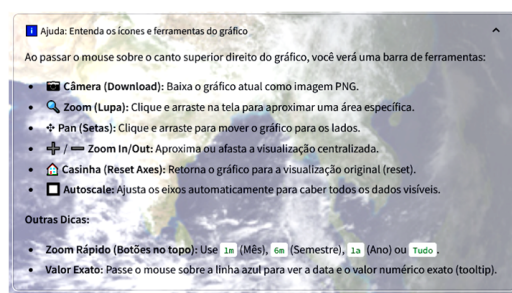 Ajuda: Entenda os ícones e ferramentas do gráfico
Ao passar o mouse sobre o canto superior direito do gráfico, você verá uma barra de ferramentas:
• 📷 Câmera (Download): Baixa o gráfico atual como imagem PNG.
• 🔍 Zoom (Lupa): Clique e arraste na tela para aproximar uma área específica.
• ✣ Pan (Setas): Clique e arraste para mover o gráfico para os lados.
• ➕ / ➖ Zoom In/Out: Aproxima ou afasta a visualização centralizada.
• 🏠 Casinha (Reset Axes): Retorna o gráfico para a visualização original (reset).
• 🔲 Autoscale: Ajusta os eixos automaticamente para caber todos os dados visíveis.
Outras Dicas:
• Zoom Rápido (Botões no topo): Use 1m (Mês), 6m (Semestre), 1a (Ano) ou Tudo.
• Valor Exato: Passe o mouse sobre a linha azul para ver a data e o valor numérico exato (tooltip).